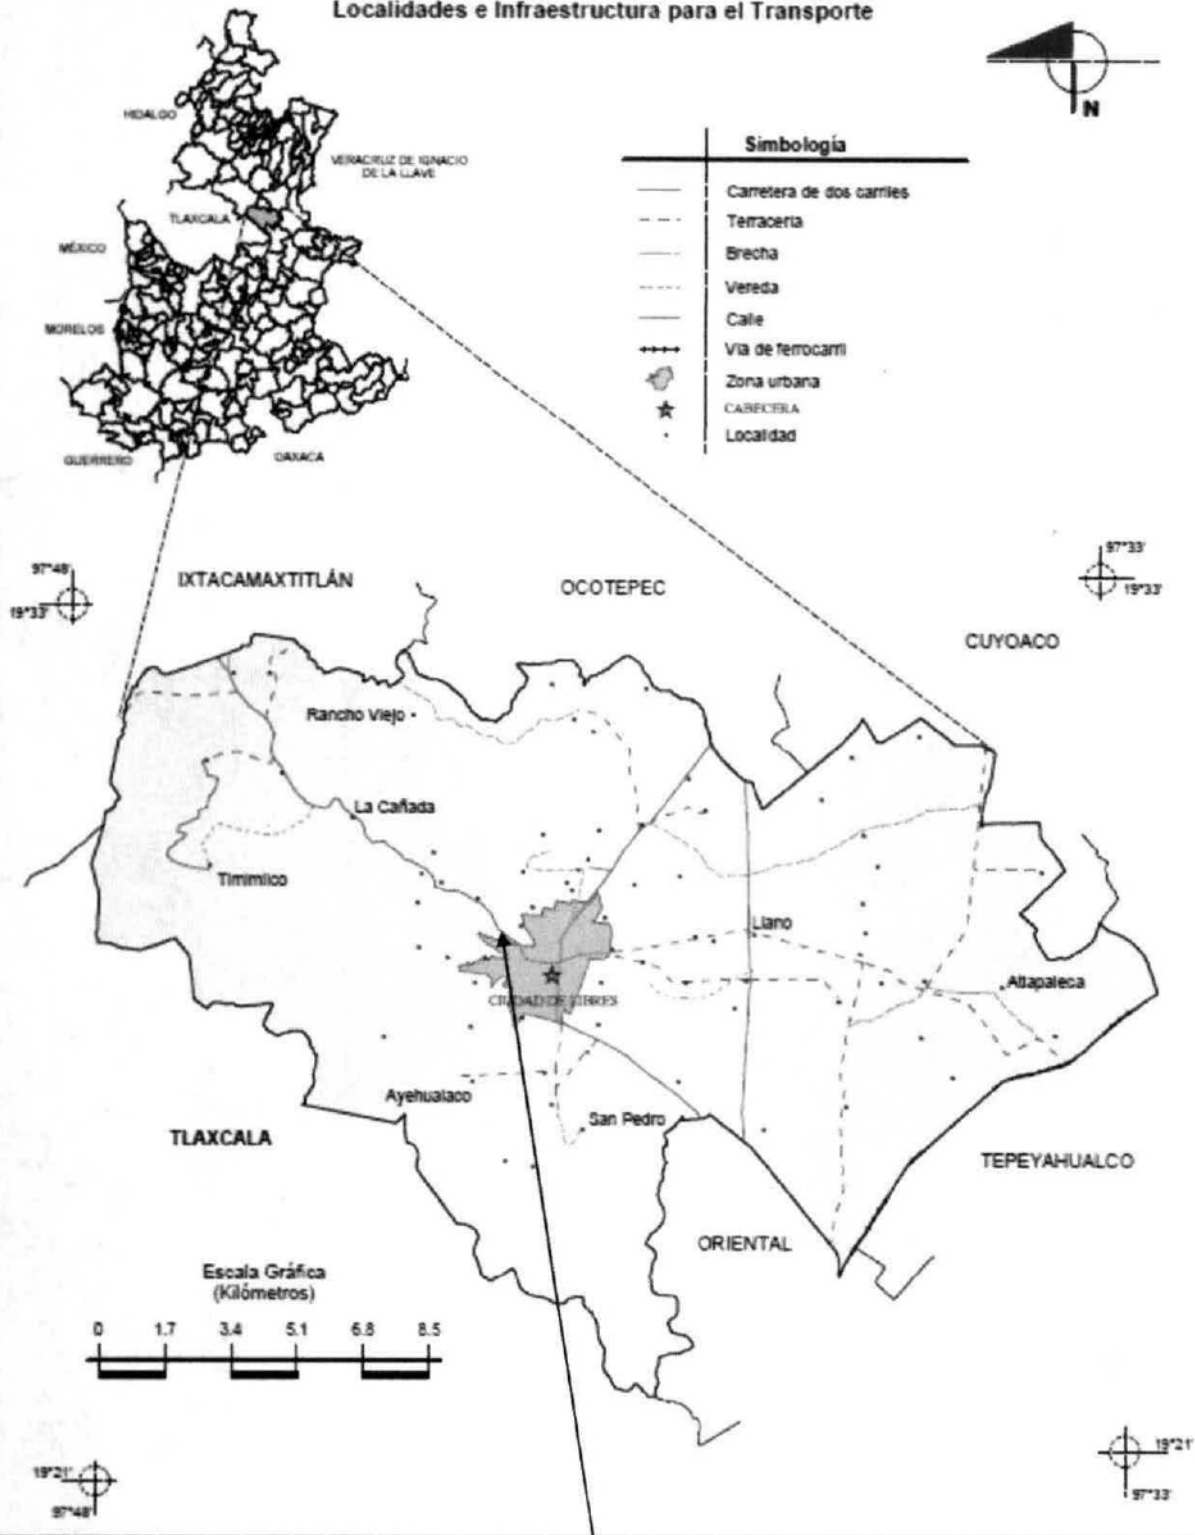 Localidades e Infraestructura para el Transporte
N
HIDALGO
VERACRUZ DE IGNACIO
DE LA LLAVE
TLAXCALA
MÉXICO
MORELOS
GUERRERO
OAXACA
Simbología
Carretera de dos carriles
Terracería
Brecha
Vereda
Calle
Vía de ferrocarril
Zona urbana
CABECERA
Localidad
97°48'
19°33'
97°33'
19°33'
IXTACAMAXTITLÁN
OCOTEPEC
CUYOACO
Rancho Viejo
La Cañada
Timimilco
Llano
Atlapaleca
CIUDAD DE LIBRES
Ayehualaco
San Pedro
TLAXCALA
TEPEYAHUALCO
ORIENTAL
Escala Gráfica
(Kilómetros)
0 1.7 3.4 5.1 6.8 8.5
19°21'
97°48'
19°21'
97°33'